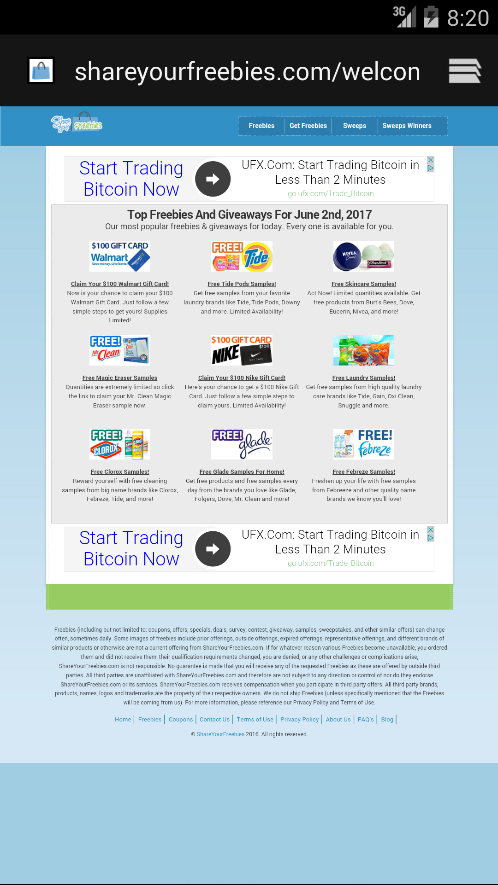 3G 8:20
shareyourfreebies.com/welcon
Share Your Freebies
Freebies Get Freebies Sweeps Sweeps Winners
Start Trading
Bitcoin Now
UFX.Com: Start Trading Bitcoin in
Less Than 2 Minutes
go.ufx.com/Trade_Bitcoin
Top Freebies And Giveaways For June 2nd, 2017
Our most popular freebies & giveaways for today. Every one is available for you.
$100 GIFT CARD
Walmart
FREE!
Tide
NIVEA
Claim Your $100 Walmart Gift Card!
Now is your chance to claim your $100
Walmart Gift Card. Just follow a few
simple steps to get yours! Supplies
Limited!
Free Tide Pods Samples!
Get free samples from your favorite
laundry brands like Tide, Tide Pods, Downy
and more. Limited Availability!
Free Skincare Samples!
Act Now! Limited quantities available. Get
free products from Burt's Bees, Dove,
Eucerin, Nivea, and more!
FREE!
Mr.Clean
$100 GIFT CARD
NIKE
Free Magic Eraser Samples
Quantities are extremely limited so click
the link to claim your Mr. Clean Magic
Eraser sample now.
Claim Your $100 Nike Gift Card!
Here's your chance to get a $100 Nike Gift
Card. Just follow a few simple steps to
claim yours. Limited Availability!
Free Laundry Samples!
Get free samples from high quality laundry
care brands like Tide, Gain, Oxi Clean,
Snuggle and more.
FREE!
CLOROX
FREE!
glade
FREE!
febreze
Free Clorox Samples!
Reward yourself with free cleaning
samples from big name brands like Clorox,
Febreze, Tide, and more!
Free Glade Samples For Home!
Get free products and free samples every
day from the brands you love like Glade,
Folgers, Dove, Mr. Clean and more!
Free Febreze Samples!
Freshen up your life with free samples
from Febreeze and other quality name
brands we know you'll love!
Start Trading
Bitcoin Now
UFX.Com: Start Trading Bitcoin in
Less Than 2 Minutes
go.ufx.com/Trade_Bitcoin
Freebies (including but not limited to: coupons, offers, specials, deals, survey, contest, giveaway, samples, sweepstakes, and other similar offers) can change
often, sometimes daily. Some images of freebies include prior offerings, outside offerings, expired offerings, representative offerings, and different brands of
similar products or otherwise are not a current offering from ShareYourFreebies.com. If for whatever reason various Freebies become unavailable, you ordered
them and did not receive them, their qualification requirements changed, you are denied, or any other challenges or complications arise,
ShareYourFreebies.com is not responsible. No guarantee is made that you will receive any of the requested Freebies as these are offered by outside third
parties. All third parties are unaffiliated with ShareYourFreebies.com and therefore are not subject to any direction or control of nor do they endorse
ShareYourFreebies.com or its services. ShareYourFreebies.com receives compensation when you participate in third party offers. All third party brands,
products, names, logos and trademarks are the property of their respective owners. We do not ship Freebies (unless specifically mentioned that the Freebies
will be coming from us). For more information, please reference our Privacy Policy and Terms of Use.
Home Freebies Coupons Contact Us Terms of Use Privacy Policy About Us FAQ's Blog
© ShareYourFreebies 2016. All rights reserved.